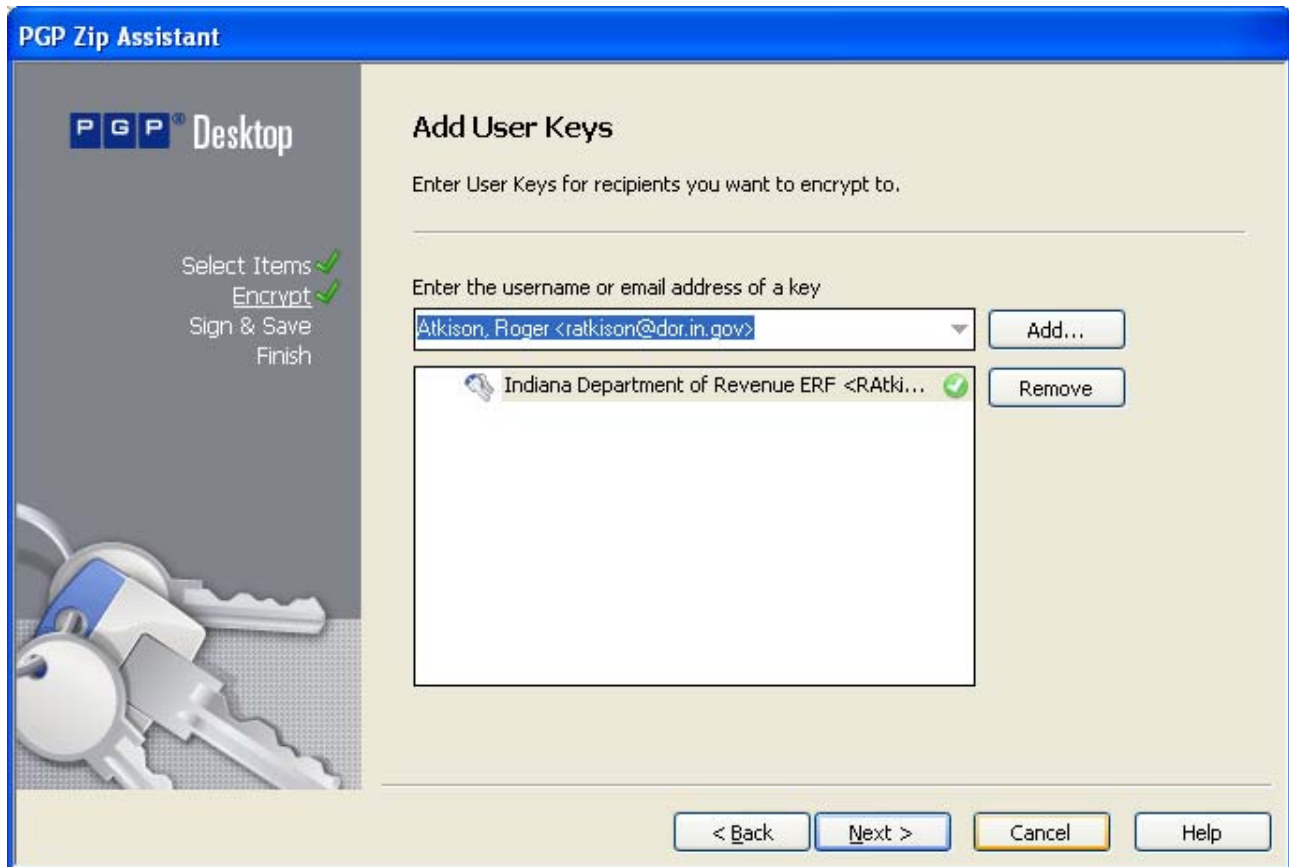 PGP Zip Assistant
PGP® Desktop
Select Items
Encrypt
Sign & Save
Finish
Add User Keys
Enter User Keys for recipients you want to encrypt to.
Enter the username or email address of a key
Atkison, Roger <ratkison@dor.in.gov>
Add...
Indiana Department of Revenue ERF <RAtki...
Remove
< Back
Next >
Cancel
Help